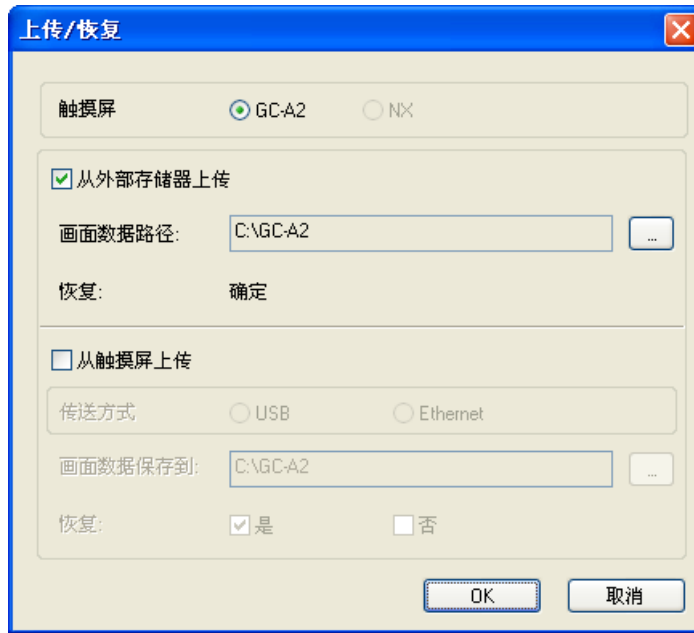 上传/恢复
触摸屏 GC-A2 NX
从外部存储器上传
画面数据路径: C:\GC-A2 ...
恢复: 确定
从触摸屏上传
传送方式 USB Ethernet
画面数据保存到: C:\GC-A2 ...
恢复: 是 否
OK 取消